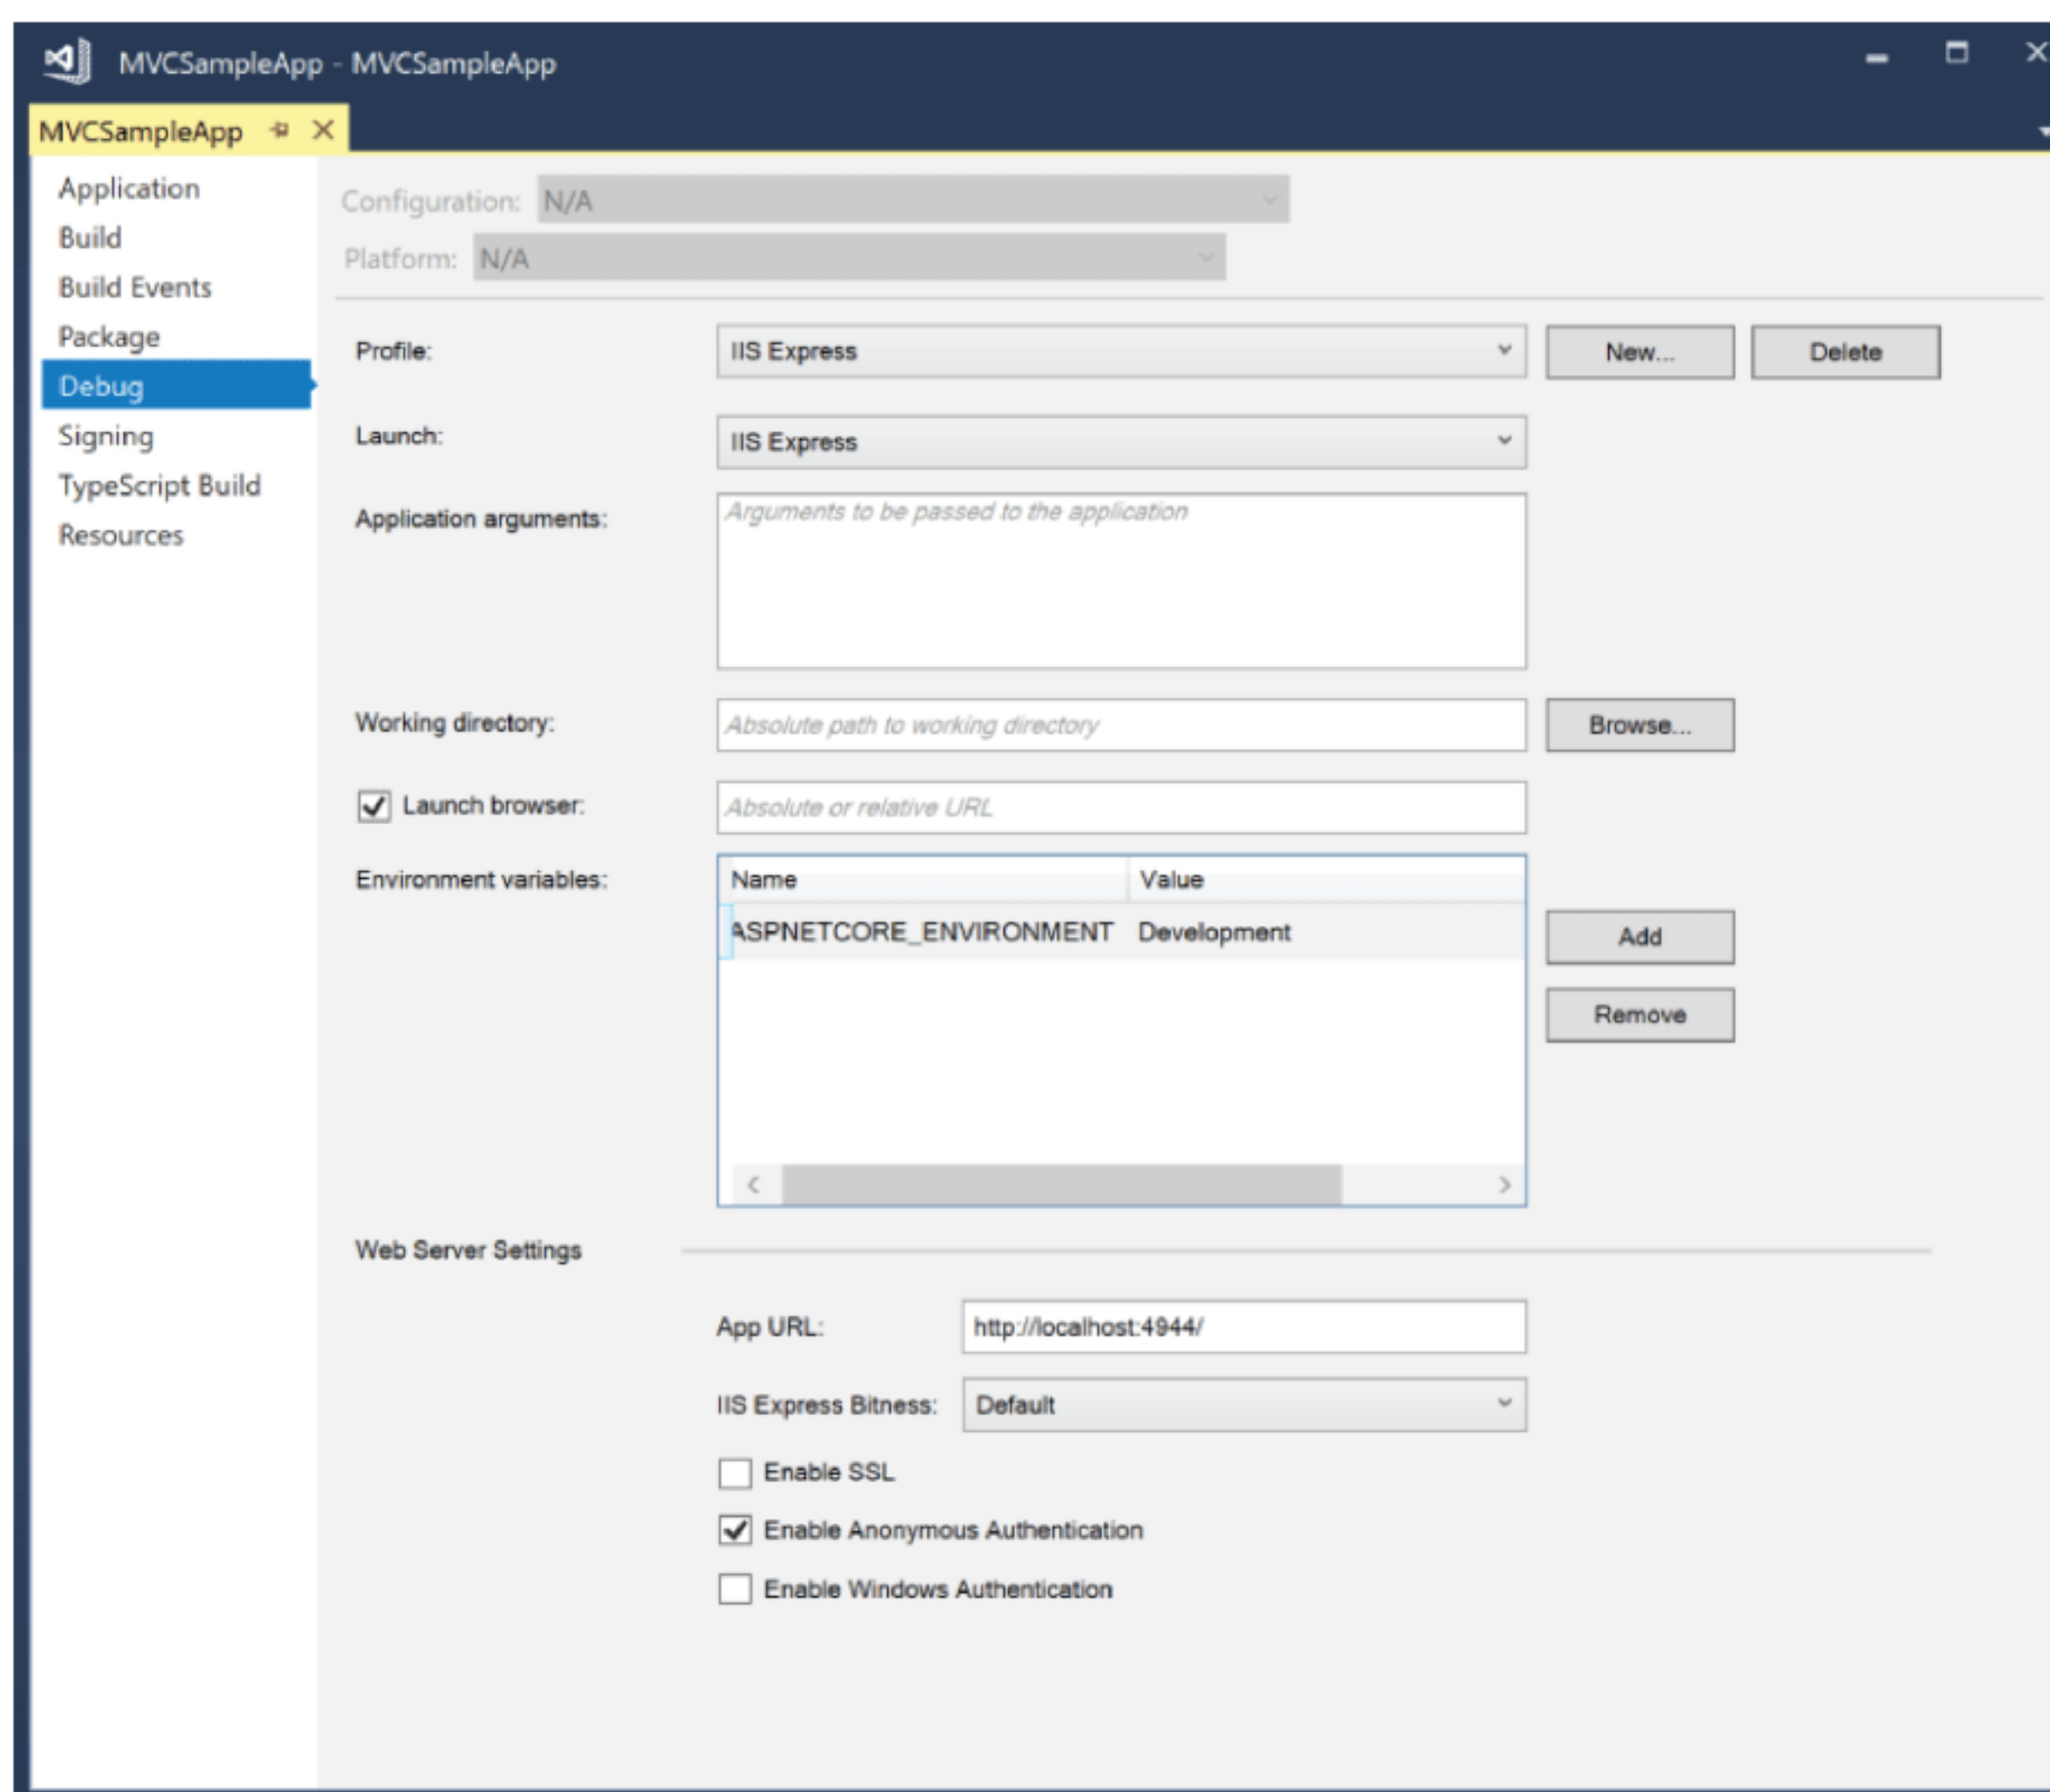 MVCSampleApp - MVCSampleApp
MVCSampleApp
Application
Build
Build Events
Package
Debug
Signing
TypeScript Build
Resources
Configuration: N/A
Platform: N/A
Profile: IIS Express New... Delete
Launch: IIS Express
Application arguments: Arguments to be passed to the application
Working directory: Absolute path to working directory Browse...
Launch browser: Absolute or relative URL
Environment variables: Name Value
ASPNETCORE_ENVIRONMENT Development
Add
Remove
Web Server Settings
App URL: http://localhost:4944/
IIS Express Bitness: Default
Enable SSL
Enable Anonymous Authentication
Enable Windows Authentication